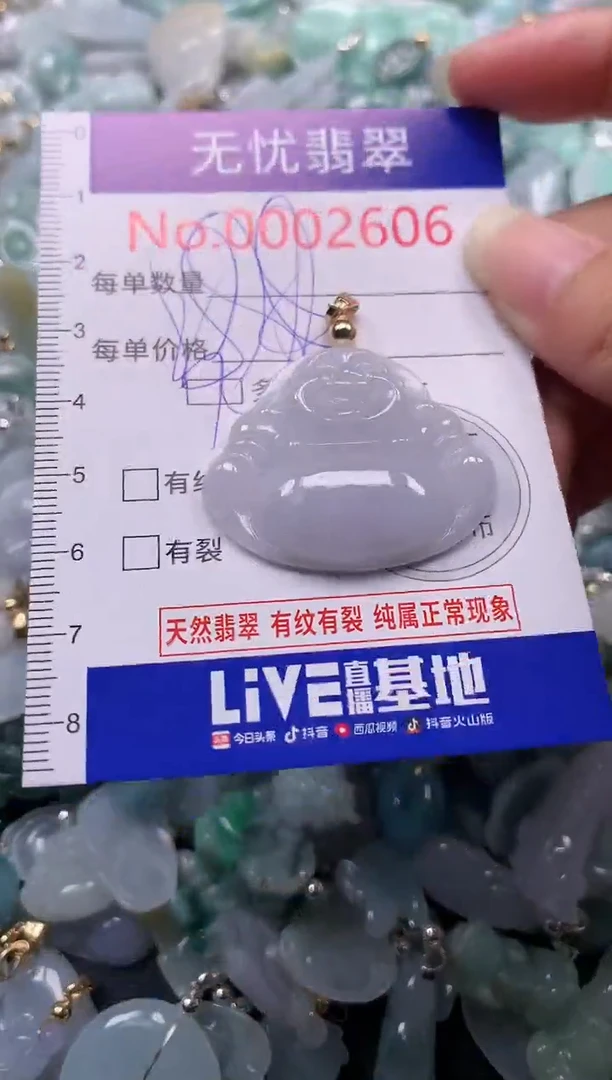 无忧翡翠
No.0002606
0
1
2
每单数量
3
每单价格
4
5
有
6
有裂
天然翡翠 有纹有裂 纯属正常现象
7
LiVE直播基地
8
今日头条 抖音 西瓜视频 抖音火山版